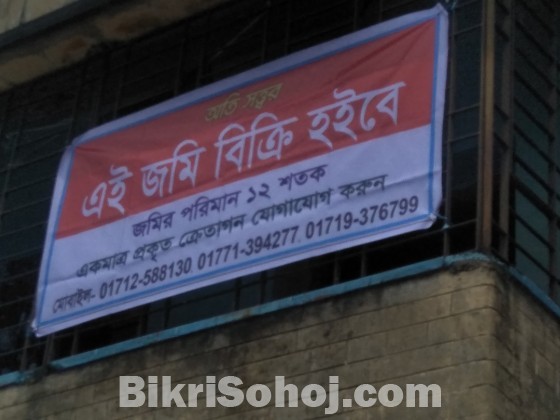 অতি সত্বর
এই জমি বিক্রি হইবে
জমির পরিমান ১২ শতক
একমাত্র প্রকৃত ক্রেতাগন যোগাযোগ করুন
মোবাইল- 01712-588130 01771-394277 01719-376799
BikriSohoj.com